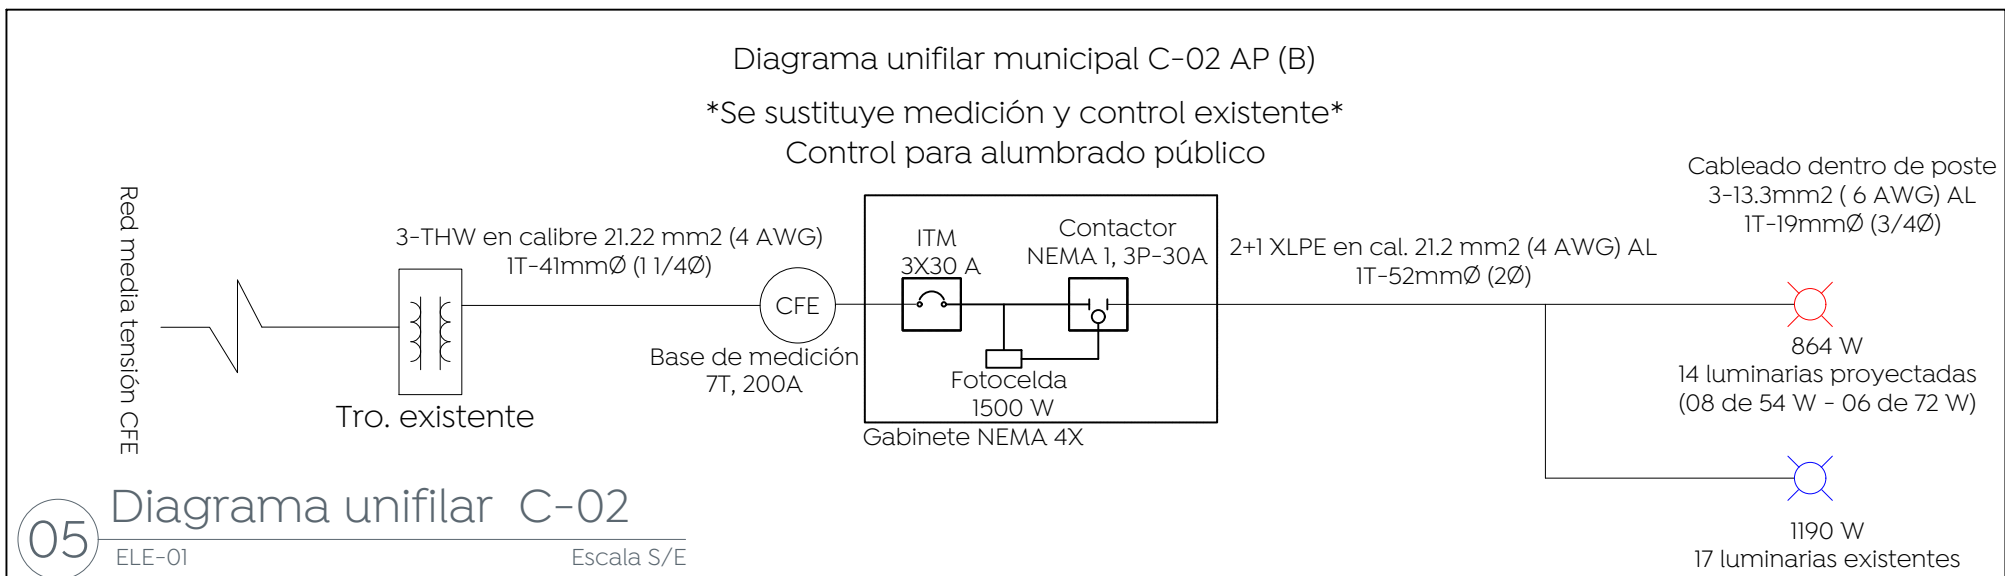 Diagrama unifilar municipal C-02 AP (B)
*Se sustituye medición y control existente*
Control para alumbrado público
Red media tensión CFE
3-THW en calibre 21.22 mm2 (4 AWG)
1T-41mmØ (1 1/4Ø)
Tro. existente
CFE
Base de medición
7T, 200A
ITM
3X30 A
Contactor
NEMA 1, 3P-30A
Fotocelda
1500 W
Gabinete NEMA 4X
2+1 XLPE en cal. 21.2 mm2 (4 AWG) AL
1T-52mmØ (2Ø)
Cableado dentro de poste
3-13.3mm2 ( 6 AWG) AL
1T-19mmØ (3/4Ø)
864 W
14 luminarias proyectadas
(08 de 54 W - 06 de 72 W)
1190 W
17 luminarias existentes
05
Diagrama unifilar C-02
ELE-01
Escala S/E